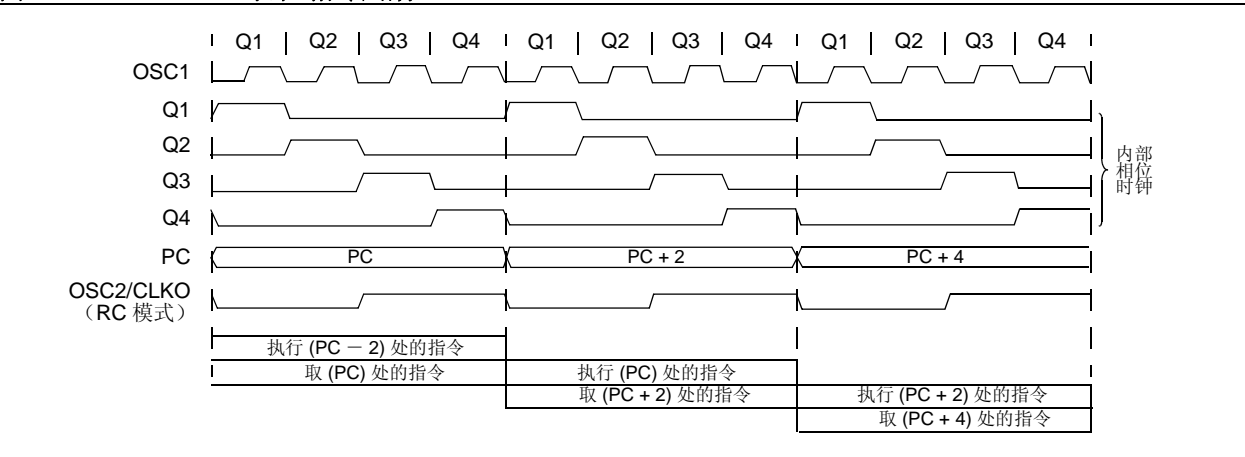 Q1 Q2 Q3 Q4 Q1 Q2 Q3 Q4 Q1 Q2 Q3 Q4
OSC1
Q1
Q2
Q3
Q4
内部
相位
时钟
PC PC PC + 2 PC + 4
OSC2/CLKO
（RC 模式）
执行 (PC － 2) 处的指令
取 (PC) 处的指令 执行 (PC) 处的指令
取 (PC + 2) 处的指令 执行 (PC + 2) 处的指令
取 (PC + 4) 处的指令